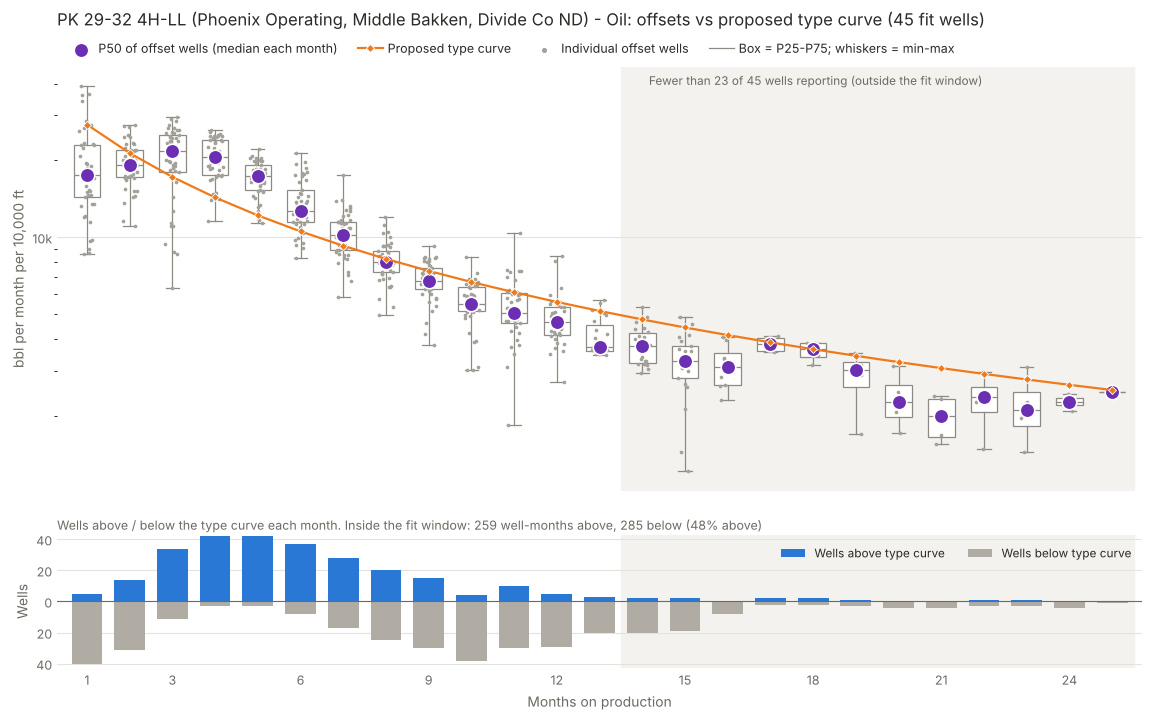 PK 29-32 4H-LL (Phoenix Operating, Middle Bakken, Divide Co ND) - Oil: offsets vs proposed type curve (45 fit wells)
P50 of offset wells (median each month) Proposed type curve Individual offset wells Box = P25-P75; whiskers = min-max
Fewer than 23 of 45 wells reporting (outside the fit window)
10k
bbl per month per 10,000 ft
Wells above / below the type curve each month. Inside the fit window: 259 well-months above, 285 below (48% above)
Wells above type curve Wells below type curve
40
20
0
20
40
Wells
1 3 6 9 12 15 18 21 24
Months on production